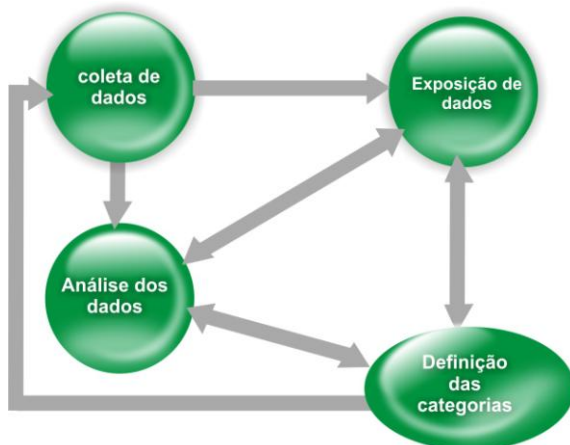 coleta de
dados
Exposição de
dados
Análise dos
dados
Definição
das
categorias